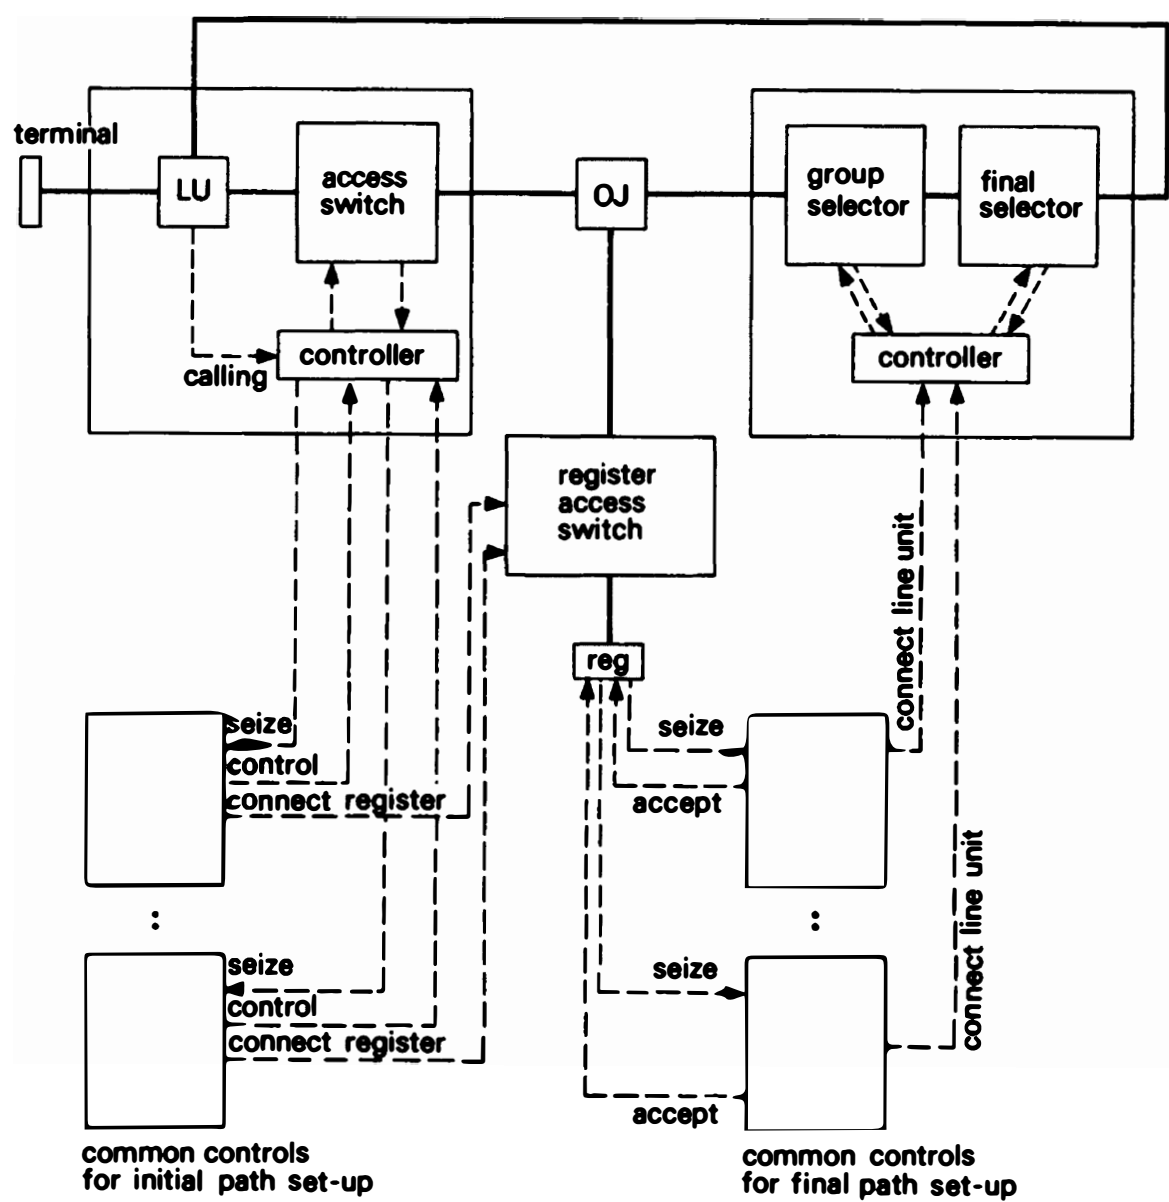 terminal
LU
access
switch
OJ
group
selector
final
selector
calling
controller
controller
register
access
switch
connect line unit
reg
seize
control
connect register
seize
accept
connect line unit
:
:
seize
control
connect register
seize
accept
common controls
for initial path set-up
common controls
for final path set-up